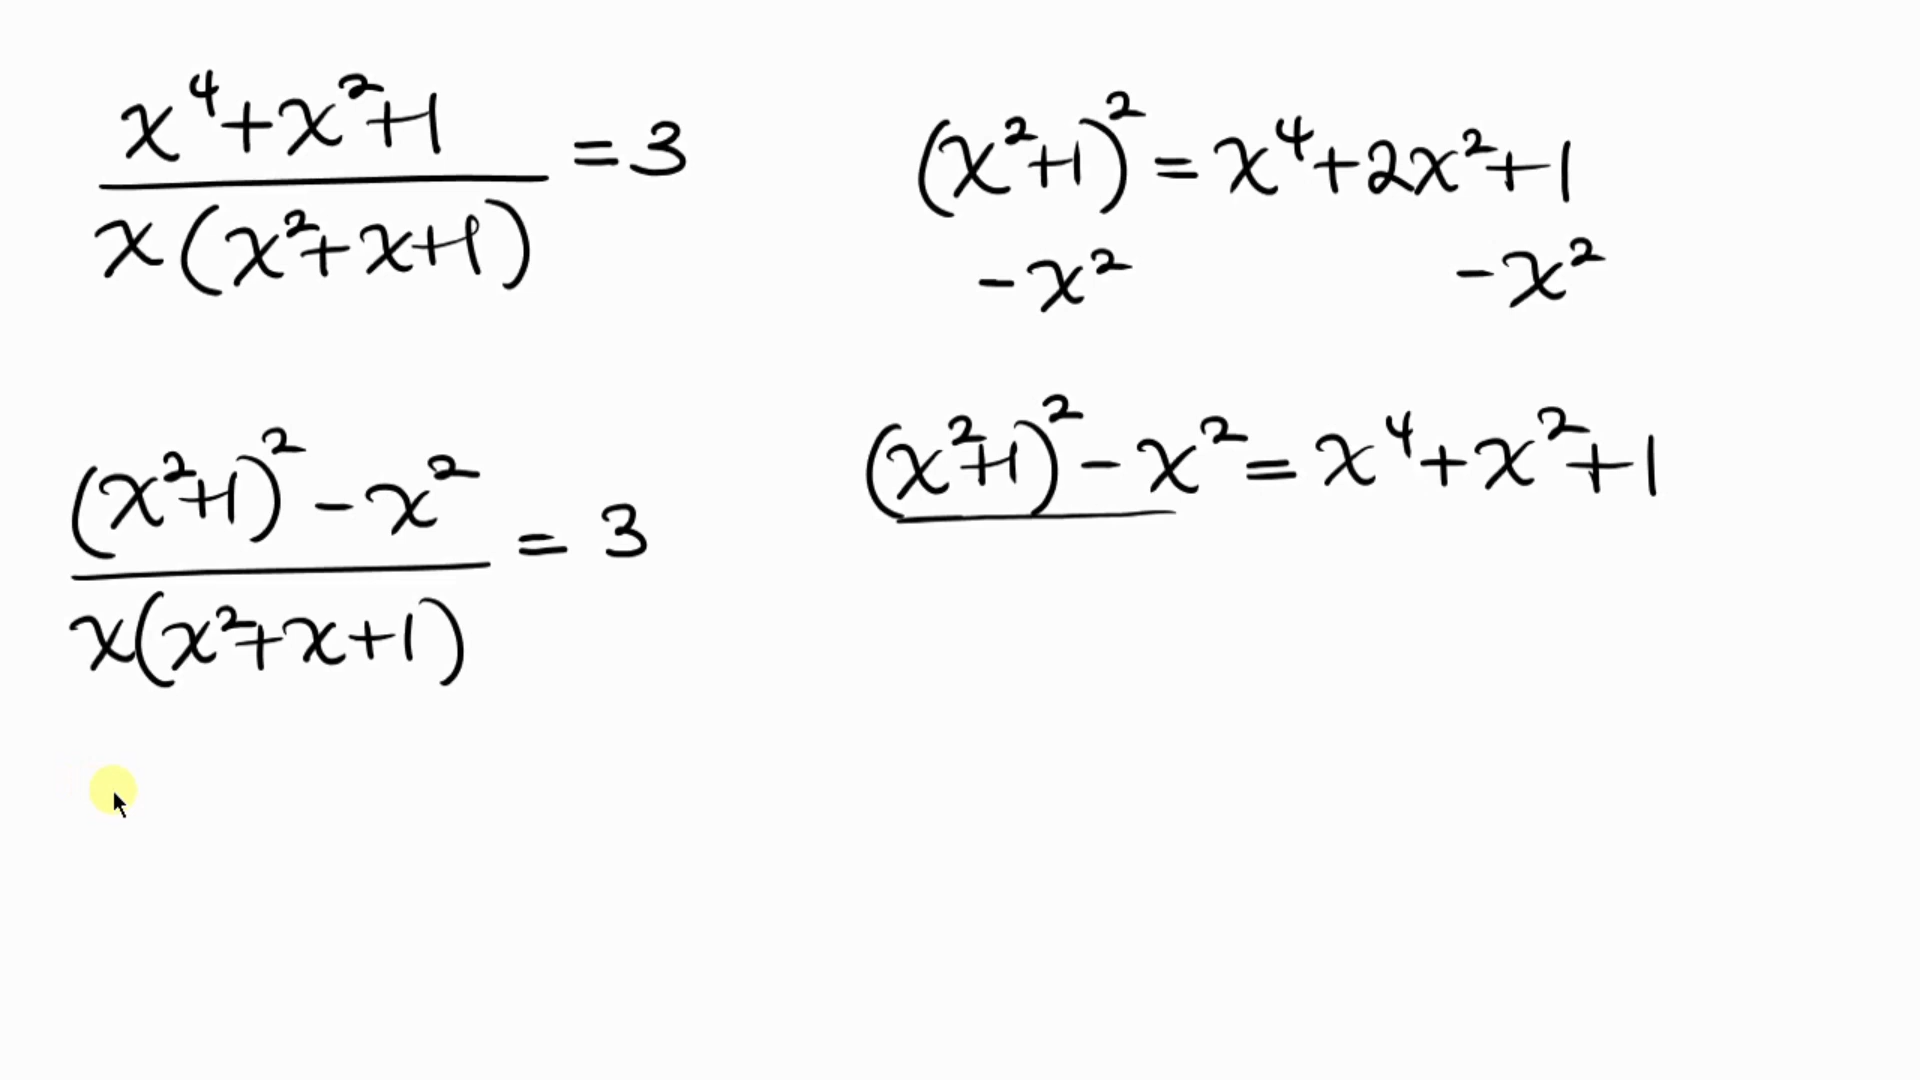 x⁴+x²+1
= 3
x(x²+x+1)
(x²+1)² = x⁴+2x²+1
-x² -x²
(x²+1)² - x²
= 3
x(x²+x+1)
(x²+1)² - x² = x⁴+x²+1